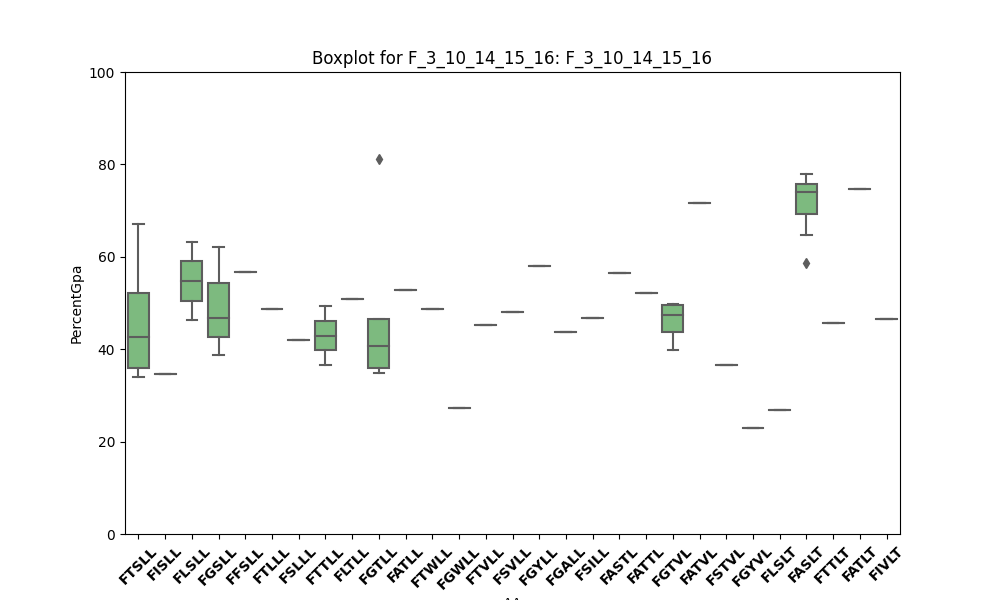 Boxplot for F_3_10_14_15_16: F_3_10_14_15_16
100
80
60
40
20
0
PercentGpa
FTSLL
FISLL
FLSLL
FGSLL
FFSLL
FTLLL
FSLLL
FTTLL
FLTLL
FGTLL
FATLL
FTWLL
FGWLL
FTVLL
FSVLL
FGYLL
FGALL
FSILL
FASTL
FATTL
FGTVL
FATVL
FSTVL
FGYVL
FLSLT
FASLT
FTTLT
FATLT
FIVLT